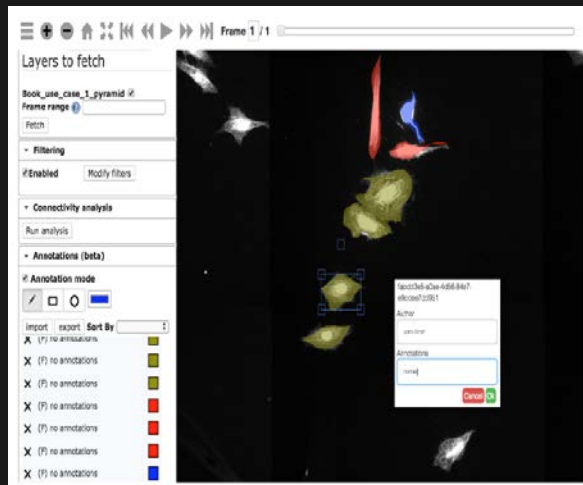 Frame 1 / 1
Layers to fetch
Book_use_case_1_pyramid
Frame range
Fetch
Filtering
Enabled Modify filters
Connectivity analysis
Run analysis
Annotations (beta)
Annotation mode
import export Sort By
(F) no annotations
(F) no annotations
(F) no annotations
(F) no annotations
(F) no annotations
(F) no annotations
(F) no annotations
Author
Annotations
Cancel Ok